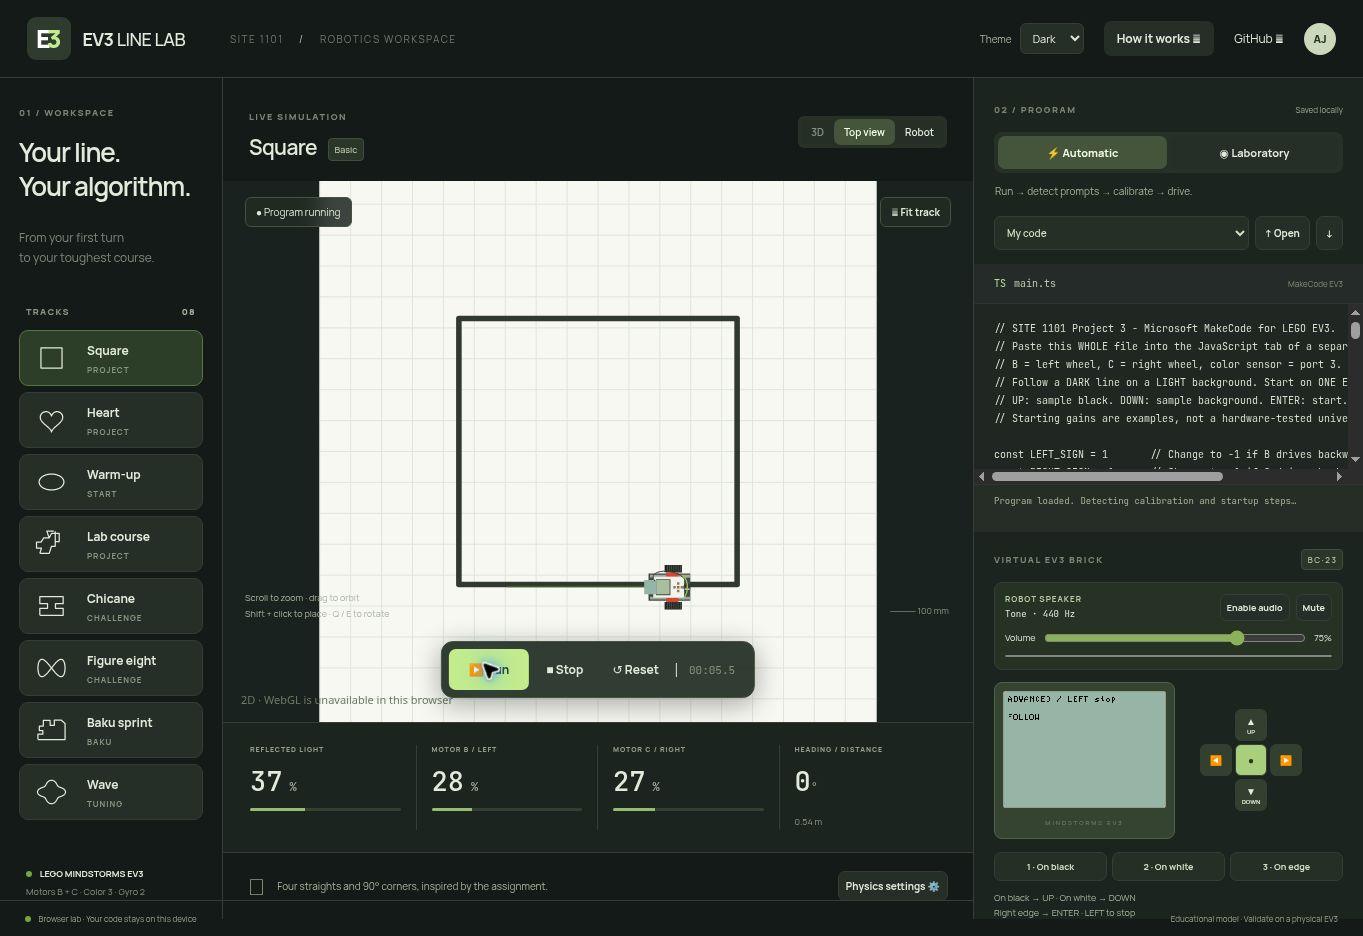 E3 EV3 LINE LAB
SITE 1101 / ROBOTICS WORKSPACE
Theme Dark
How it works
GitHub
AJ
01 / WORKSPACE
Your line.
Your algorithm.
From your first turn
to your toughest course.
TRACKS 08
Square
PROJECT
Heart
PROJECT
Warm-up
START
Lab course
PROJECT
Chicane
CHALLENGE
Figure eight
CHALLENGE
Baku sprint
BAKU
Wave
TUNING
LEGO MINDSTORMS EV3
Motors B + C · Color 3 · Gyro 2
Browser lab · Your code stays on this device
LIVE SIMULATION
Square Basic
3D Top view Robot
● Program running
Fit track
Scroll to zoom · drag to orbit
Shift + click to place · Q / E to rotate
100 mm
■ Stop ↺ Reset 00:05.5
2D · WebGL is unavailable in this browser
REFLECTED LIGHT
37 %
MOTOR B / LEFT
28 %
MOTOR C / RIGHT
27 %
HEADING / DISTANCE
0°
0.54 m
Four straights and 90° corners, inspired by the assignment.
Physics settings ⚙️
02 / PROGRAM Saved locally
⚡ Automatic ◉ Laboratory
Run → detect prompts → calibrate → drive.
My code ↑ Open ↓
TS main.ts MakeCode EV3
// SITE 1101 Project 3 - Microsoft MakeCode for LEGO EV3.
// Paste this WHOLE file into the JavaScript tab of a separ
// B = left wheel, C = right wheel, color sensor = port 3.
// Follow a DARK line on a LIGHT background. Start on ONE E
// UP: sample black. DOWN: sample background. ENTER: start.
// Starting gains are examples, not a hardware-tested unive
const LEFT_SIGN = 1 // Change to -1 if B drives backw
Program loaded. Detecting calibration and startup steps…
VIRTUAL EV3 BRICK BC·23
ROBOT SPEAKER
Tone · 440 Hz
Enable audio Mute
Volume 75%
ADVANCED / LEFT stop
FOLLOW
MINDSTORMS EV3
▲
UP
◀ ● ▶
▼
DOWN
1 · On black 2 · On white 3 · On edge
On black → UP · On white → DOWN
Right edge → ENTER · LEFT to stop
Educational model · Validate on a physical EV3